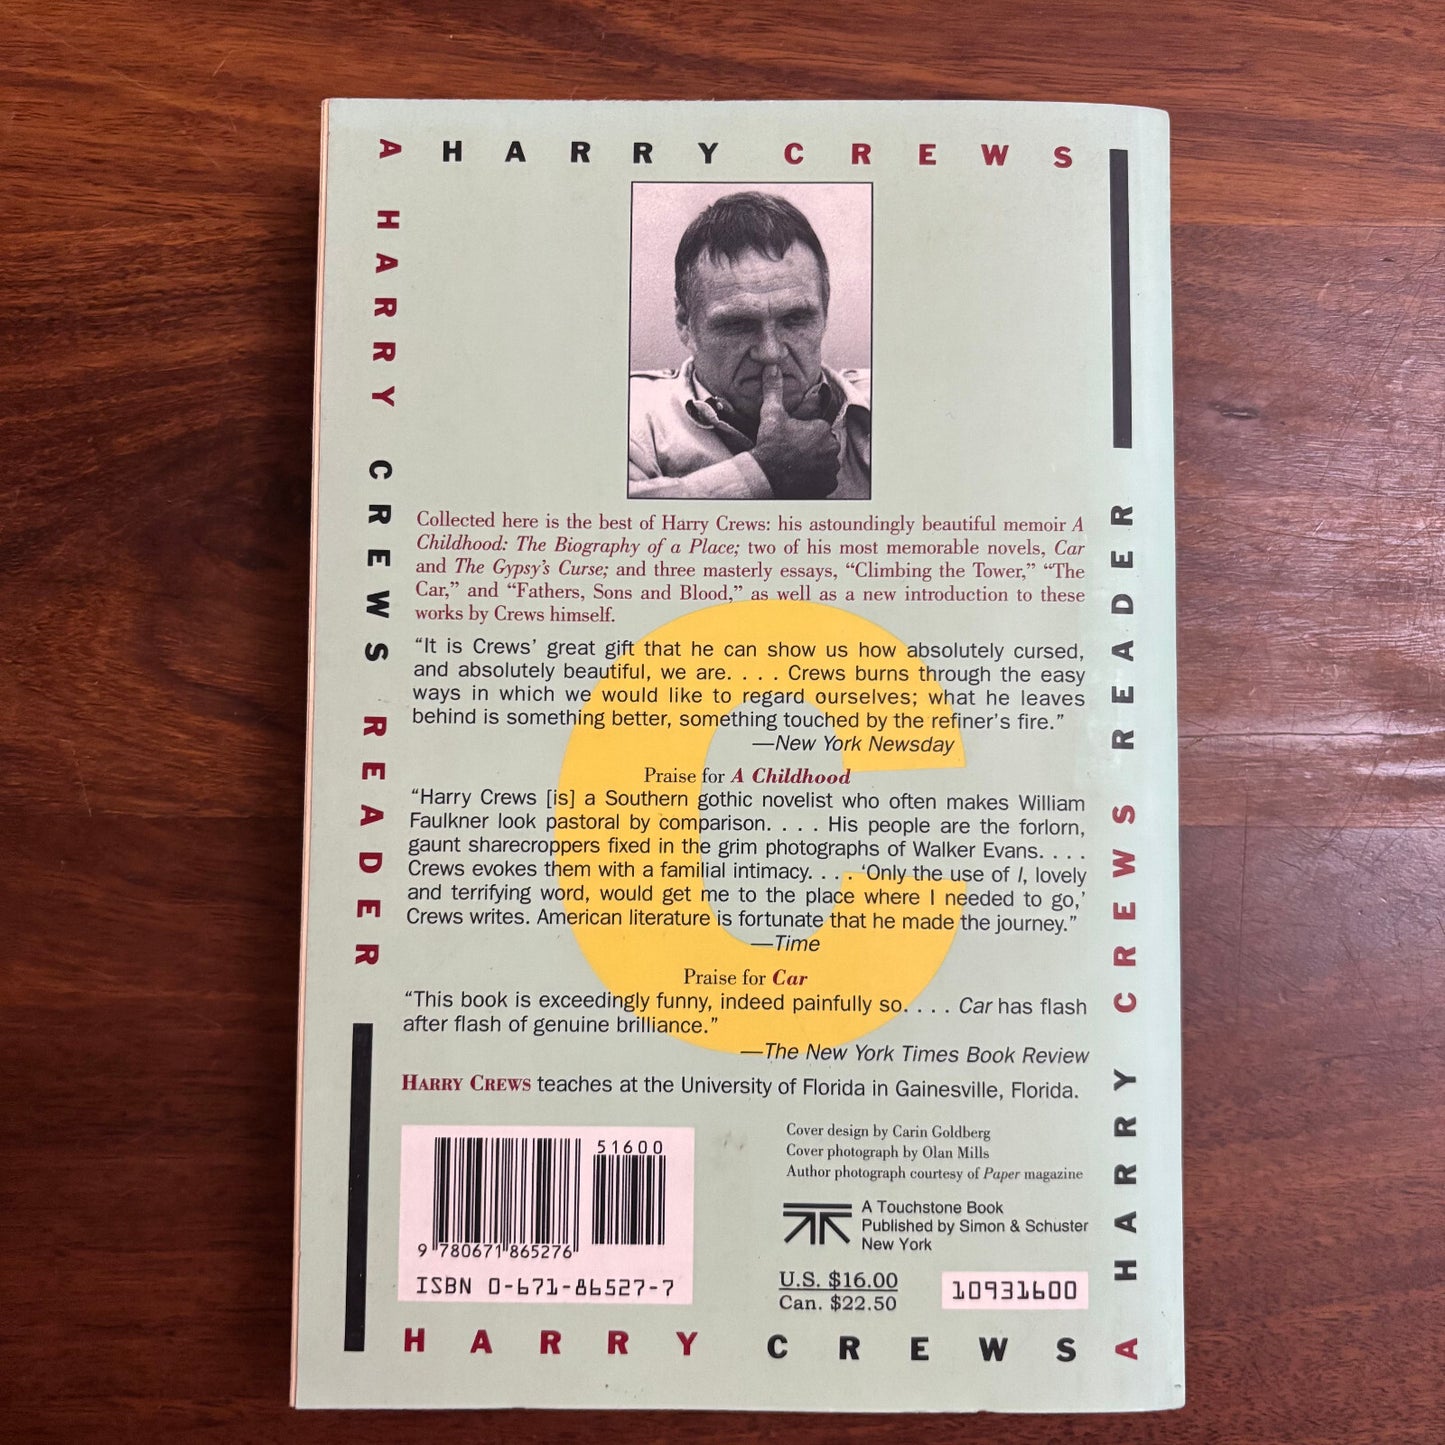 A HARRY CREWS
A HARRY CREWS READER
A HARRY CREWS READER
Collected here is the best of Harry Crews: his astoundingly beautiful memoir A
Childhood: The Biography of a Place; two of his most memorable novels, Car
and The Gypsy's Curse; and three masterly essays, “Climbing the Tower,” “The
Car,” and “Fathers, Sons and Blood,” as well as a new introduction to these
works by Crews himself.
“It is Crews’ great gift that he can show us how absolutely cursed,
and absolutely beautiful, we are. . . . Crews burns through the easy
ways in which we would like to regard ourselves; what he leaves
behind is something better, something touched by the refiner’s fire.”
—New York Newsday
Praise for A Childhood
“Harry Crews [is] a Southern gothic novelist who often makes William
Faulkner look pastoral by comparison. . . . His people are the forlorn,
gaunt sharecroppers fixed in the grim photographs of Walker Evans. . . .
Crews evokes them with a familial intimacy. . . . ‘Only the use of I, lovely
and terrifying word, would get me to the place where I needed to go,’
Crews writes. American literature is fortunate that he made the journey.”
—Time
Praise for Car
“This book is exceedingly funny, indeed painfully so. . . . Car has flash
after flash of genuine brilliance.”
—The New York Times Book Review
HARRY CREWS teaches at the University of Florida in Gainesville, Florida.
51600
9 780671 865276
ISBN 0-671-86527-7
Cover design by Carin Goldberg
Cover photograph by Olan Mills
Author photograph courtesy of Paper magazine
A Touchstone Book
Published by Simon & Schuster
New York
U.S. $16.00
Can. $22.50
10931600
HARRY CREWS